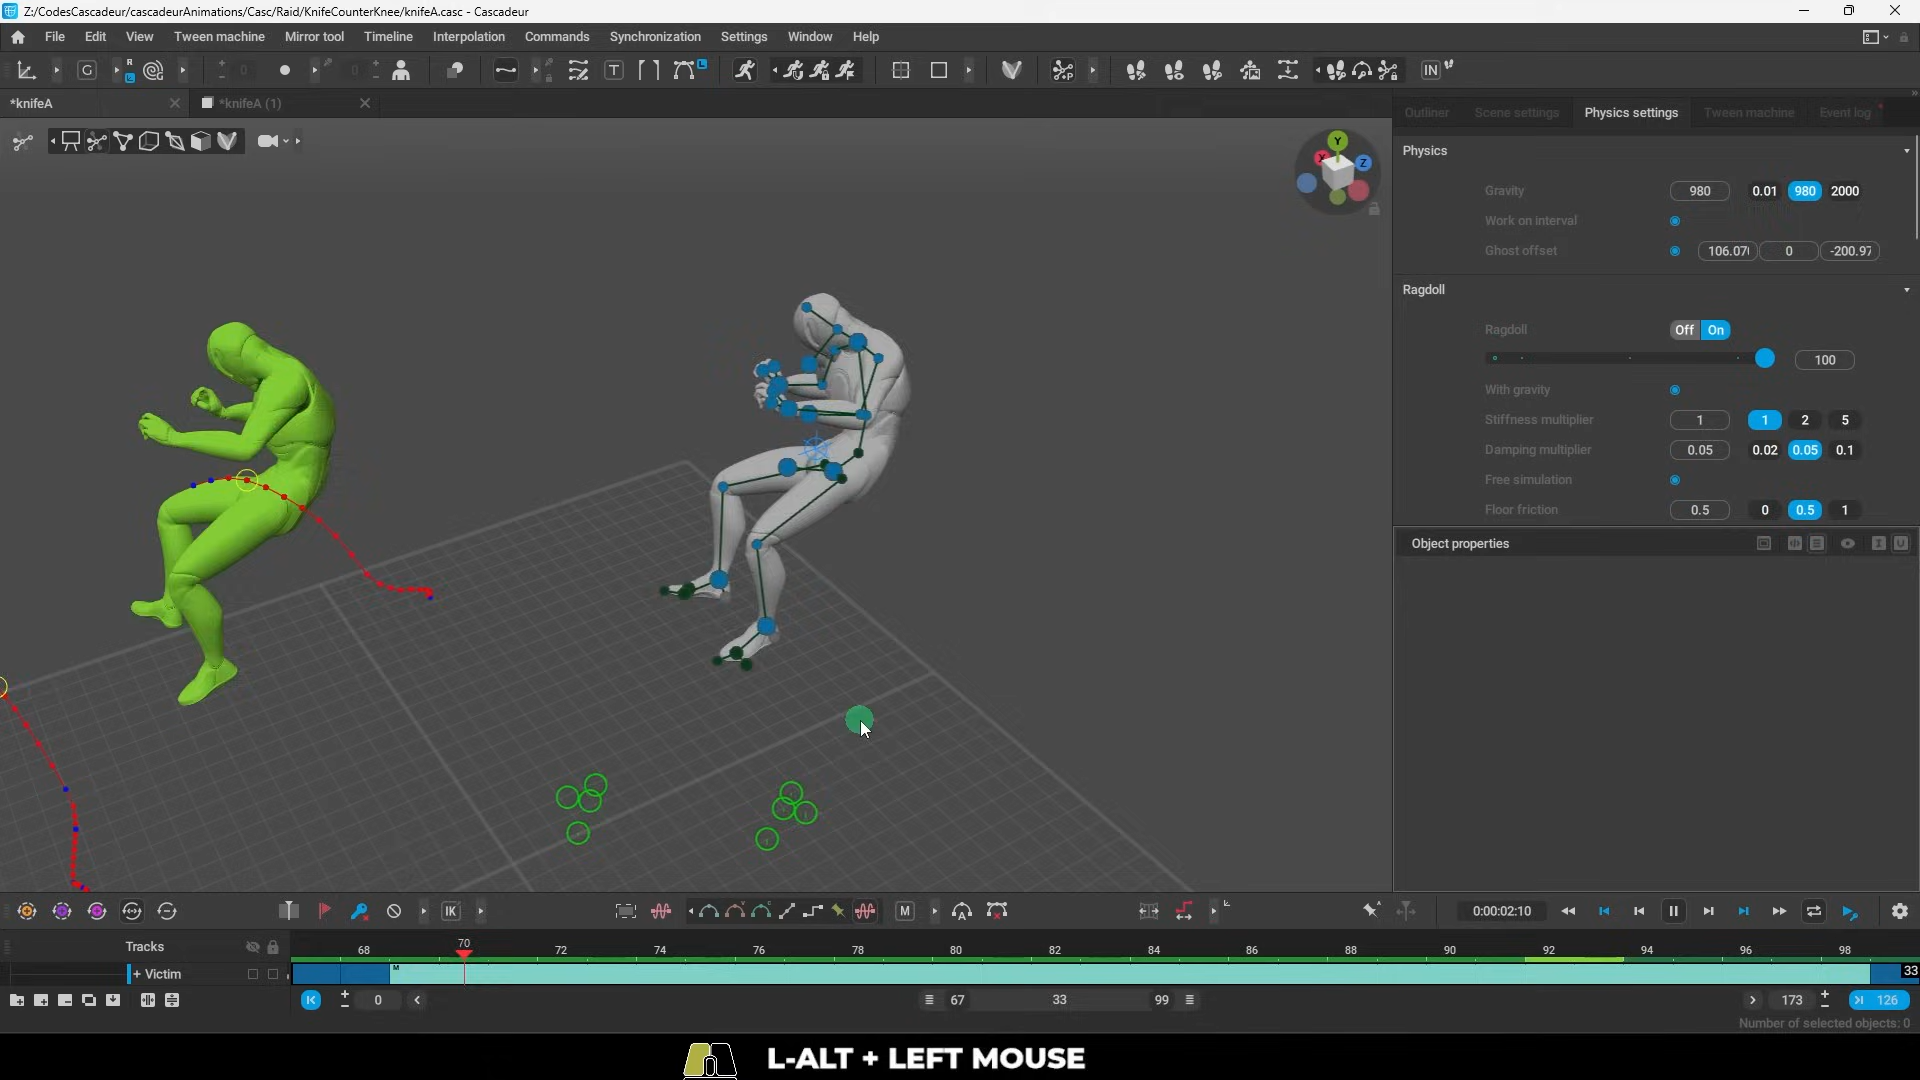 Z:/CodesCascadeur/cascadeurAnimations/Casc/Raid/KnifeCounterKnee/knifeA.casc - Cascadeur
File Edit View Tween machine Mirror tool Timeline Interpolation Commands Synchronization Settings Window Help
G R L 0 0 T L IN
*knifeA *knifeA (1)
Outliner Scene settings Physics settings Tween machine Event log
Y X Z
Physics
Gravity 980 0.01 980 2000
Work on interval
Ghost offset 106.07 0 -200.97
Ragdoll
Ragdoll Off On
100
With gravity
Stiffness multiplier 1 1 2 5
Damping multiplier 0.05 0.02 0.05 0.1
Free simulation
Floor friction 0.5 0 0.5 1
Object properties
IK M A 0:00:02:10
Tracks 68 70 72 74 76 78 80 82 84 86 88 90 92 94 96 98
+ Victim M 33
0 67 33 99 173 126
Number of selected objects: 0
L-ALT + LEFT MOUSE